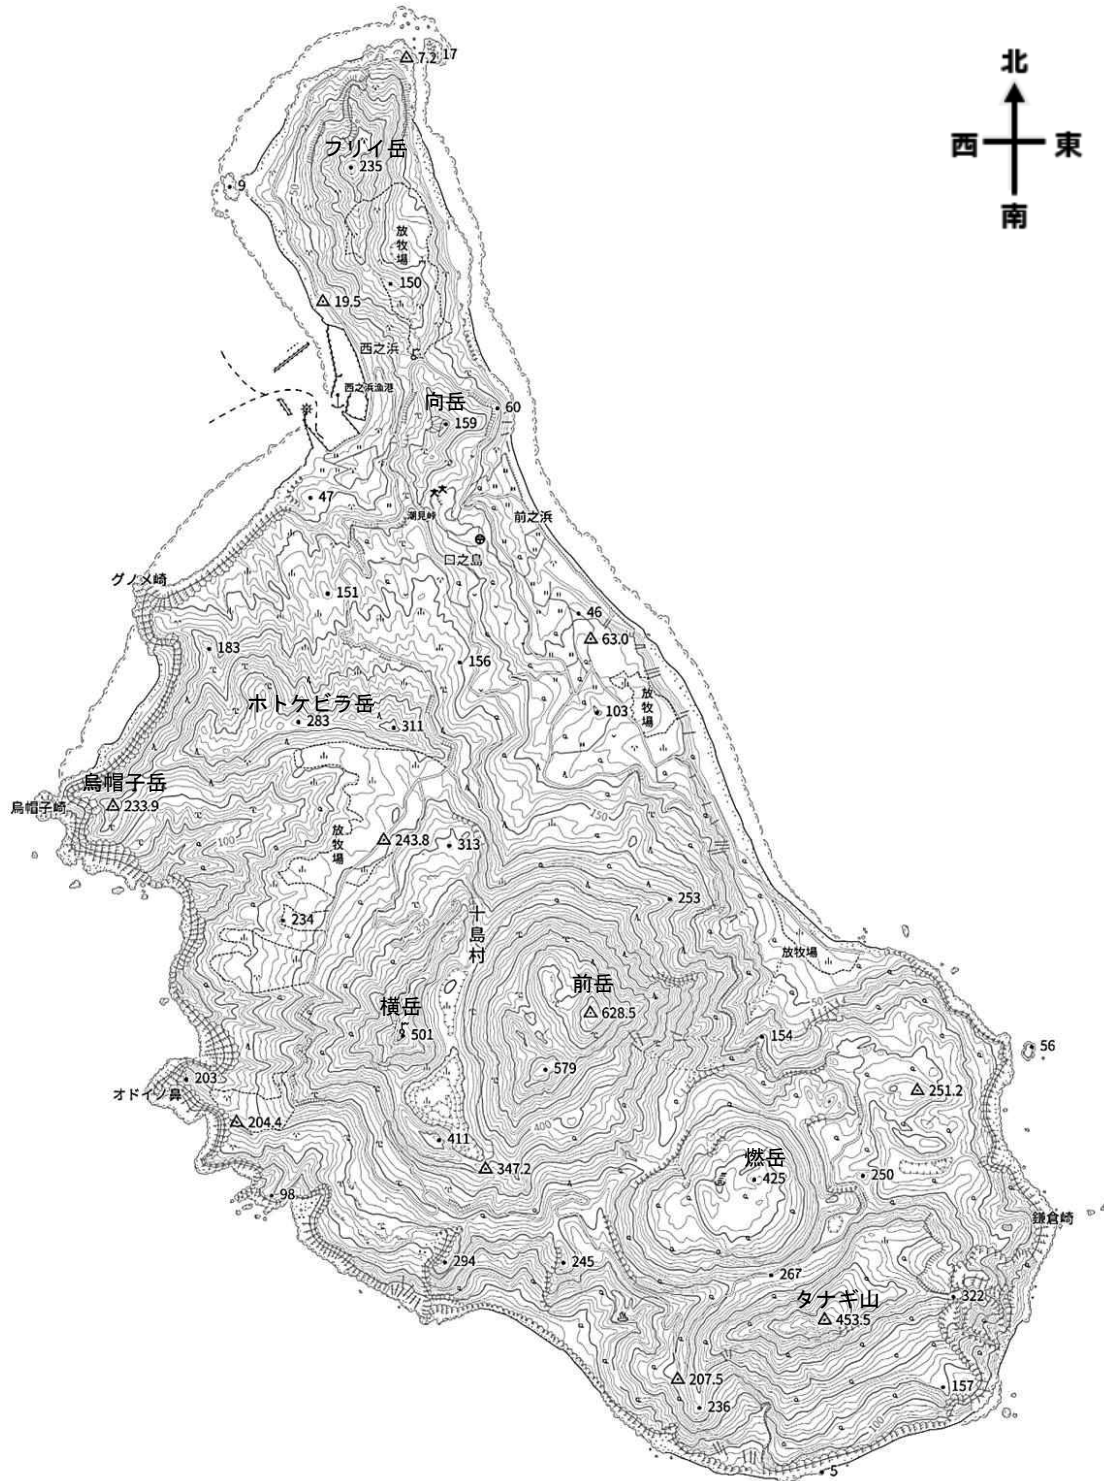 7.2
17
北
西 東
南
フリイ岳
235
9
50
放牧場
150
19.5
西之浜
西之浜漁港
向岳
159
60
47
潮見峠
前之浜
口之島
グノメ崎
151
46
63.0
183
156
放牧場
ホトケビラ岳
283
311
103
烏帽子岳
烏帽子崎
233.9
100
放牧場
243.8
313
150
253
234
十島村
放牧場
前岳
628.5
横岳
501
50
154
56
579
203
オドイノ鼻
251.2
204.4
400
411
347.2
燃岳
425
250
98
鎌倉崎
294
245
267
タナギ山
322
453.5
207.5
157
236
100
5